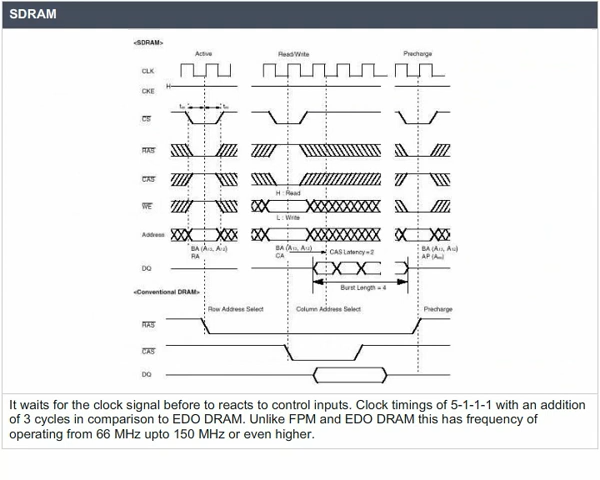 SDRAM
<SDRAM>
Active Read/Write Precharge
CLK
CKE H
CS
RAS
CAS
H : Read
WE
L : Write
Address
BA (A13, A12) BA (A13, A12) CAS Latency = 2 BA (A13, A12)
RA CA AP (A10)
DQ
Burst Length = 4
<Conventional DRAM>
Row Address Select Column Address Select Precharge
RAS
CAS
DQ
It waits for the clock signal before to reacts to control inputs. Clock timings of 5-1-1-1 with an addition
of 3 cycles in comparison to EDO DRAM. Unlike FPM and EDO DRAM this has frequency of
operating from 66 MHz upto 150 MHz or even higher.